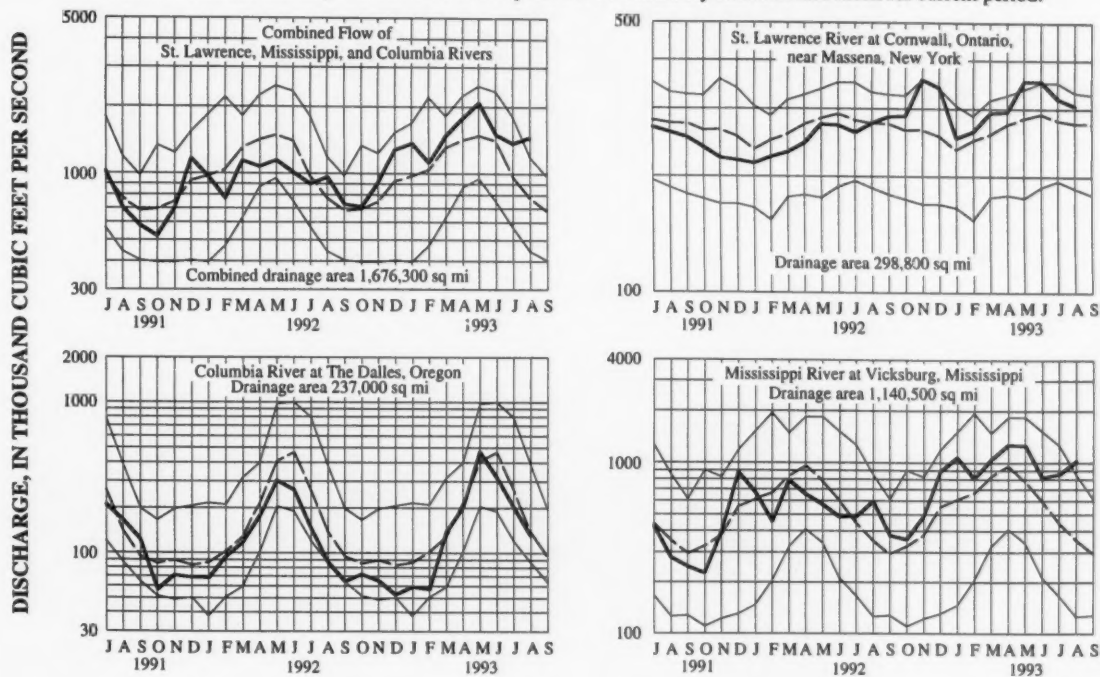 current period.
DISCHARGE, IN THOUSAND CUBIC FEET PER SECOND
5000
1000
300
Combined Flow of
St. Lawrence, Mississippi, and Columbia Rivers
Combined drainage area 1,676,300 sq mi
J A S O N D J F M A M J J A S O N D J F M A M J J A S
1991 1992 1993
500
100
St. Lawrence River at Cornwall, Ontario,
near Massena, New York
Drainage area 298,800 sq mi
J A S O N D J F M A M J J A S O N D J F M A M J J A S
1991 1992 1993
2000
1000
100
30
Columbia River at The Dalles, Oregon
Drainage area 237,000 sq mi
J A S O N D J F M A M J J A S O N D J F M A M J J A S
1991 1992 1993
4000
1000
100
Mississippi River at Vicksburg, Mississippi
Drainage area 1,140,500 sq mi
J A S O N D J F M A M J J A S O N D J F M A M J J A S
1991 1992 1993